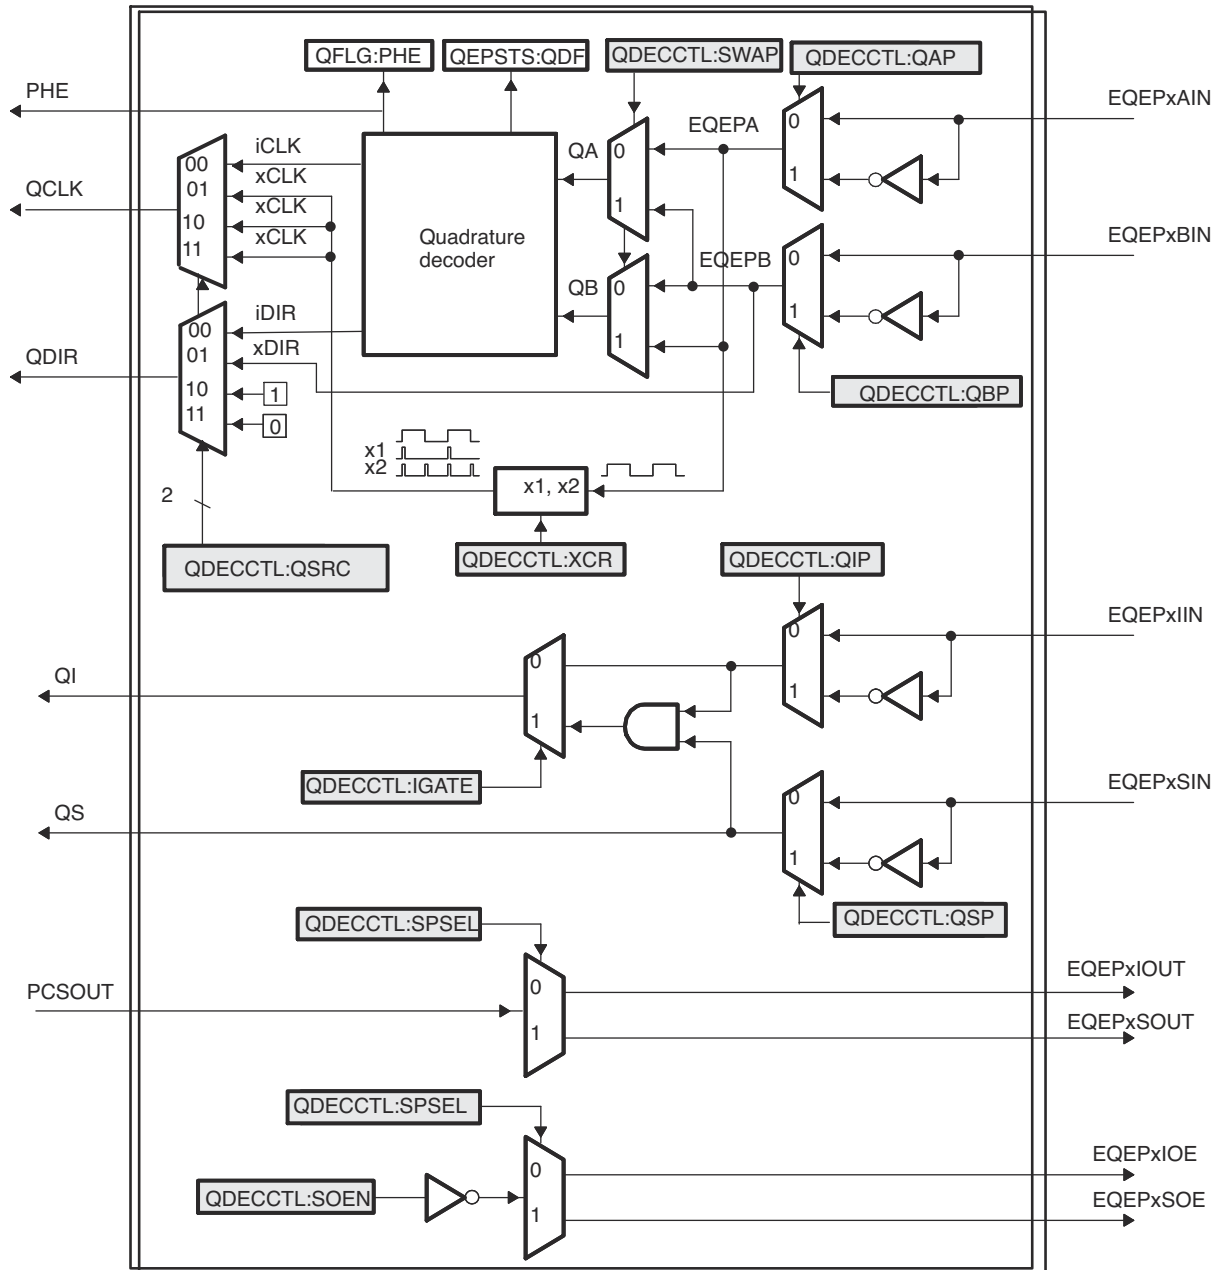 QFLG:PHE
QEPSTS:QDF
QDECCTL:SWAP
QDECCTL:QAP
PHE
EQEPxAIN
EQEPA
0
1
QA
0
1
iCLK
xCLK
xCLK
xCLK
00
01
10
11
QCLK
Quadrature
decoder
EQEPxBIN
EQEPB
0
1
QB
0
1
iDIR
xDIR
00
01
10
11
1
0
QDIR
QDECCTL:QBP
x1
x2
x1, x2
2
QDECCTL:QSRC
QDECCTL:XCR
QDECCTL:QIP
EQEPxIIN
0
1
QI
0
1
QDECCTL:IGATE
EQEPxSIN
0
1
QS
QDECCTL:QSP
QDECCTL:SPSEL
EQEPxIOUT
PCSOUT
0
1
EQEPxSOUT
QDECCTL:SPSEL
EQEPxIOE
0
1
QDECCTL:SOEN
EQEPxSOE